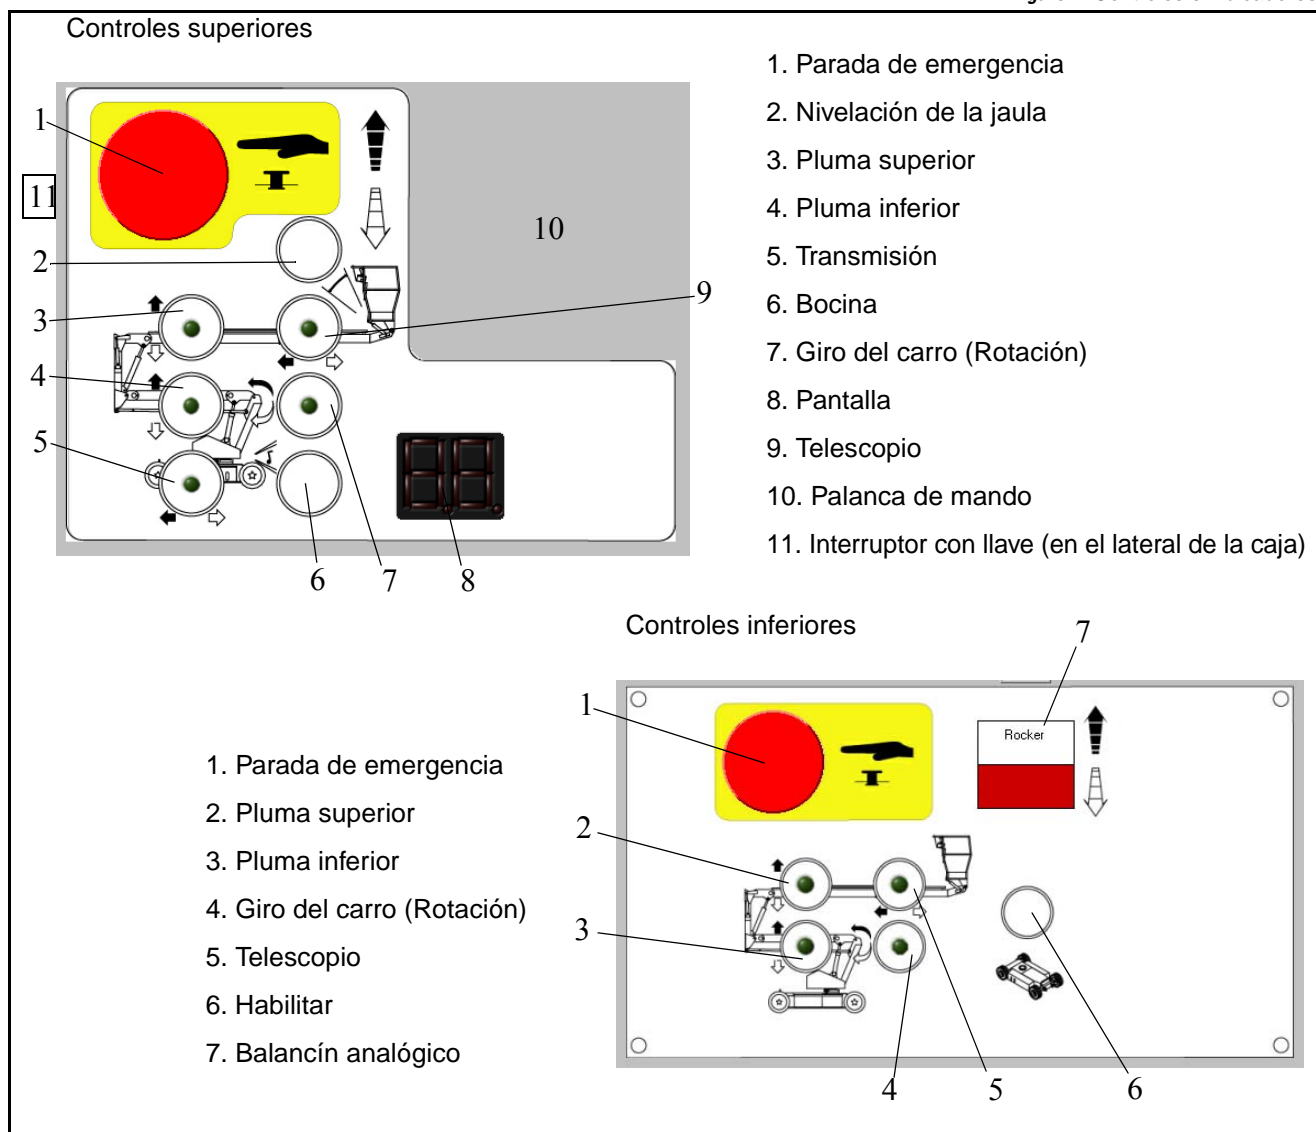 Controles superiores
1
11
2
3
4
5
6
7
8
9
10
1. Parada de emergencia
2. Nivelación de la jaula
3. Pluma superior
4. Pluma inferior
5. Transmisión
6. Bocina
7. Giro del carro (Rotación)
8. Pantalla
9. Telescopio
10. Palanca de mando
11. Interruptor con llave (en el lateral de la caja)
Controles inferiores
7
1
Rocker
2
3
4
5
6
1. Parada de emergencia
2. Pluma superior
3. Pluma inferior
4. Giro del carro (Rotación)
5. Telescopio
6. Habilitar
7. Balancín analógico